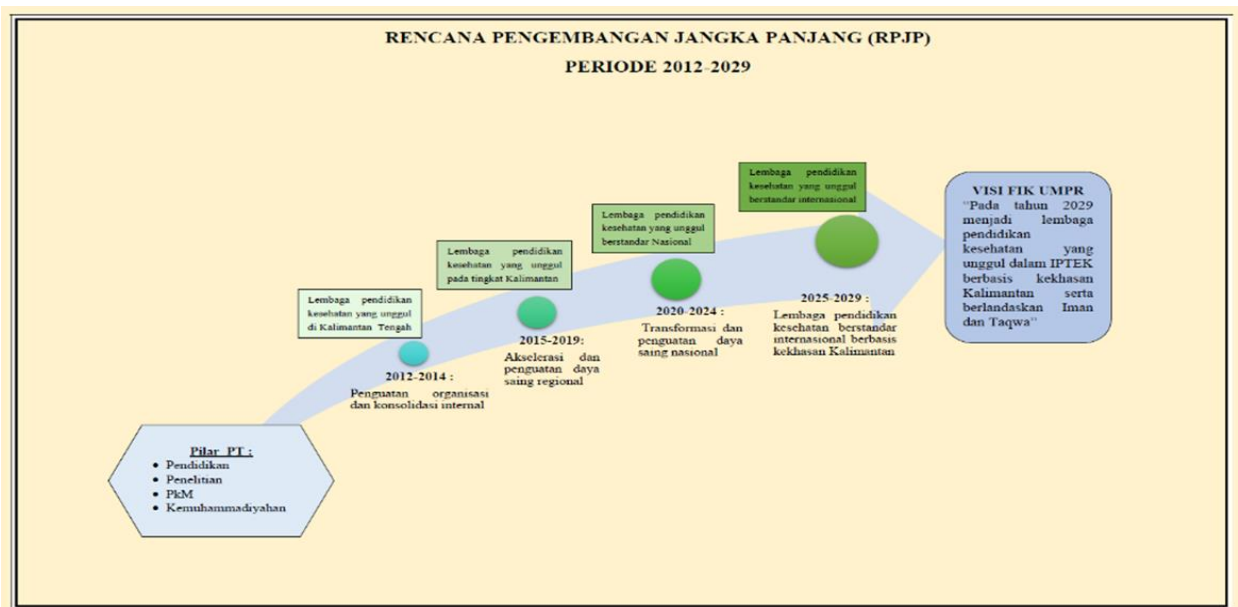 RENCANA PENGEMBANGAN JANGKA PANJANG (RPJP)
PERIODE 2012-2029
Lembaga pendidikan
kesehatan yang unggul
di Kalimantan Tengah
2012-2014 :
Penguatan organisasi
dan konsolidasi internal
Lembaga pendidikan
kesehatan yang unggul
pada tingkat Kalimantan
2015-2019:
Akselerasi dan
penguatan daya
saing regional
Lembaga pendidikan
kesehatan yang unggul
berstandar Nasional
2020-2024 :
Transformasi dan
penguatan daya
saing nasional
Lembaga pendidikan
kesehatan yang unggul
berstandar internasional
2025-2029 :
Lembaga pendidikan
kesehatan berstandar
internasional berbasis
kekhasan Kalimantan
VISI FIK UMPR
"Pada tahun 2029
menjadi lembaga
pendidikan
kesehatan yang
unggul dalam IPTEK
berbasis kekhasan
Kalimantan serta
berlandaskan Iman
dan Taqwa"
Pilar PT :
• Pendidikan
• Penelitian
• PkM
• Kemuhammadiyahan